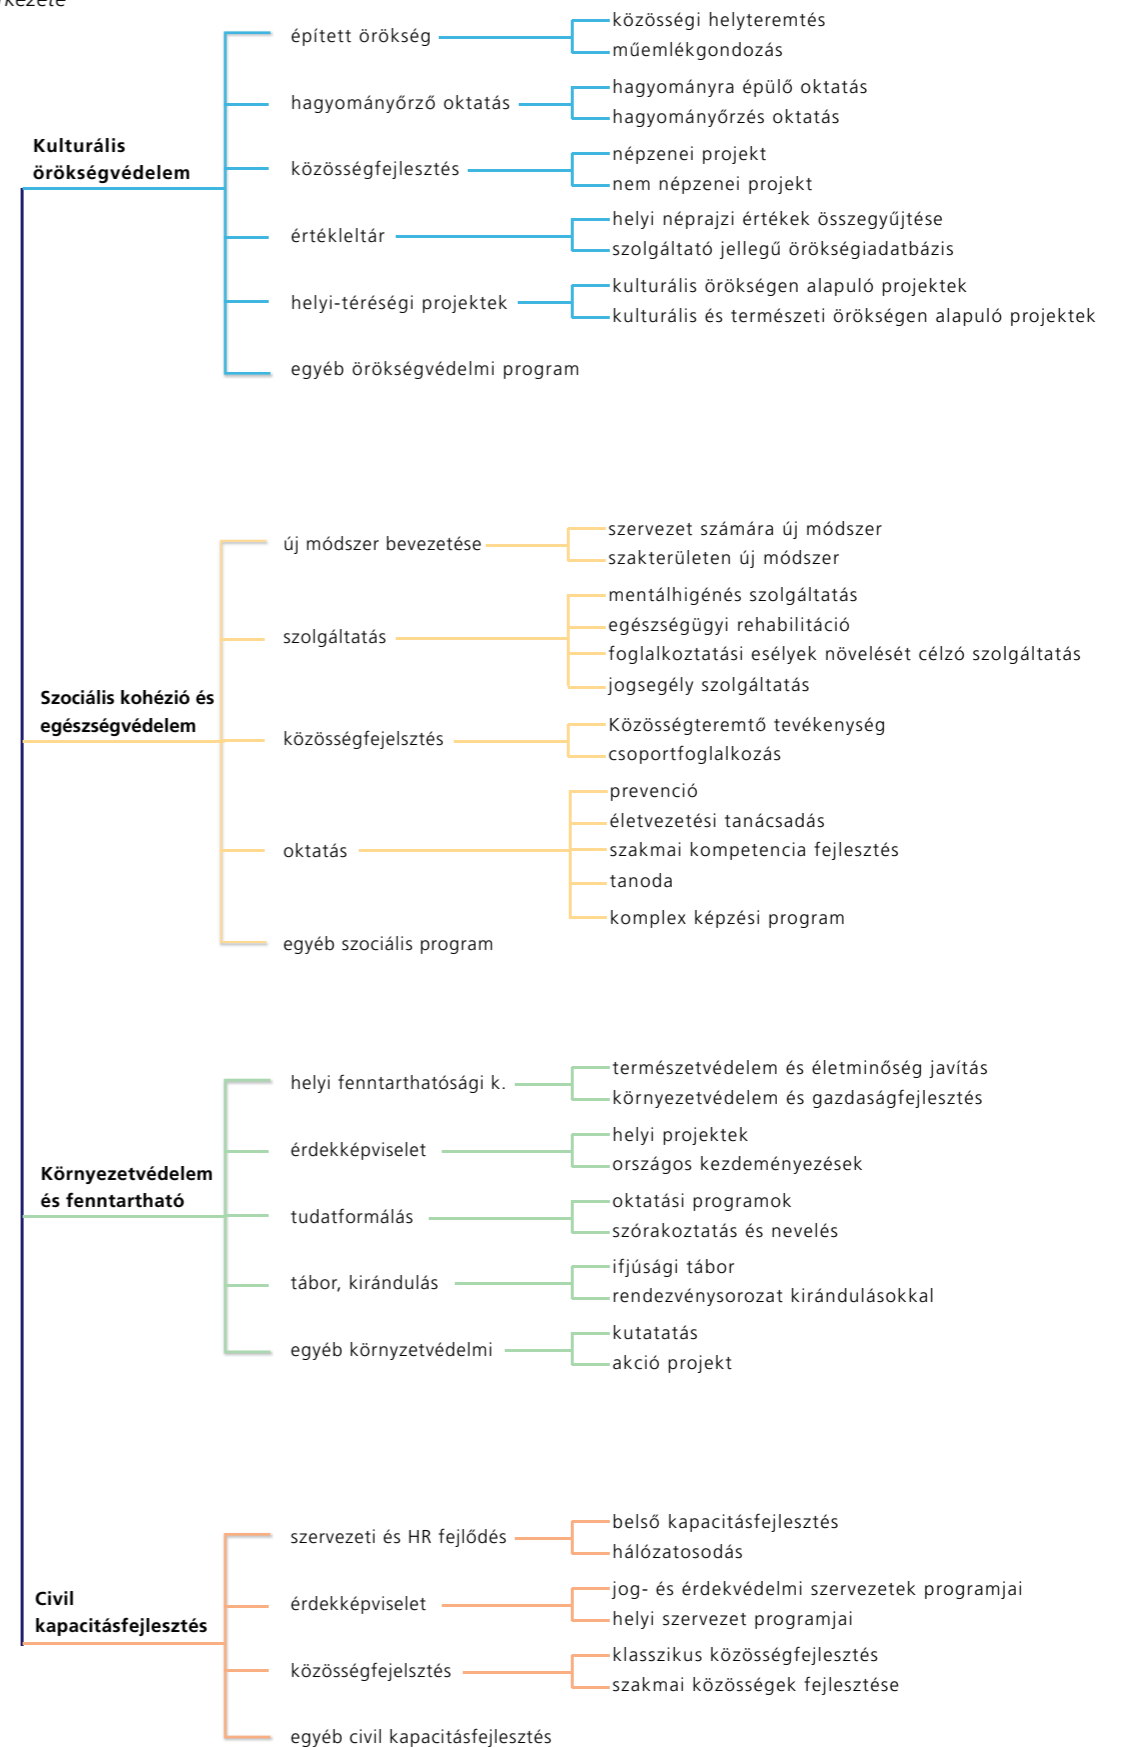 közösségi helyteremtés
épített örökség
műemlékgondozás
hagyományra épülő oktatás
hagyományőrző oktatás
hagyományőrzés oktatás
Kulturális
örökségvédelem
népzenei projekt
közösségfejlesztés
nem népzenei projekt
helyi néprajzi értékek összegyűjtése
értékleltár
szolgáltató jellegű örökségiadatbázis
kulturális örökségen alapuló projektek
helyi-téréségi projektek
kulturális és természeti örökségen alapuló projektek
egyéb örökségvédelmi program
szervezet számára új módszer
új módszer bevezetése
szakterületen új módszer
mentálhigénés szolgáltatás
egészségügyi rehabilitáció
szolgáltatás
foglalkoztatási esélyek növelését célzó szolgáltatás
jogsegély szolgáltatás
Szociális kohézió és
egészségvédelem
Közösségteremtő tevékenység
közösségfejelsztés
csoportfoglalkozás
prevenció
életvezetési tanácsadás
oktatás
szakmai kompetencia fejlesztés
tanoda
komplex képzési program
egyéb szociális program
természetvédelem és életminőség javítás
helyi fenntarthatósági k.
környezetvédelem és gazdaságfejlesztés
helyi projektek
érdekképviselet
országos kezdeményezések
Környezetvédelem
és fenntartható
oktatási programok
tudatformálás
szórakoztatás és nevelés
ifjúsági tábor
tábor, kirándulás
rendezvénysorozat kirándulásokkal
kutatatás
egyéb környzetvédelmi
akció projekt
belső kapacitásfejlesztés
szervezeti és HR fejlődés
hálózatosodás
jog- és érdekvédelmi szervezetek programjai
érdekképviselet
helyi szervezet programjai
Civil
kapacitásfejlesztés
klasszikus közösségfejlesztés
közösségfejelsztés
szakmai közösségek fejlesztése
egyéb civil kapacitásfejlesztés